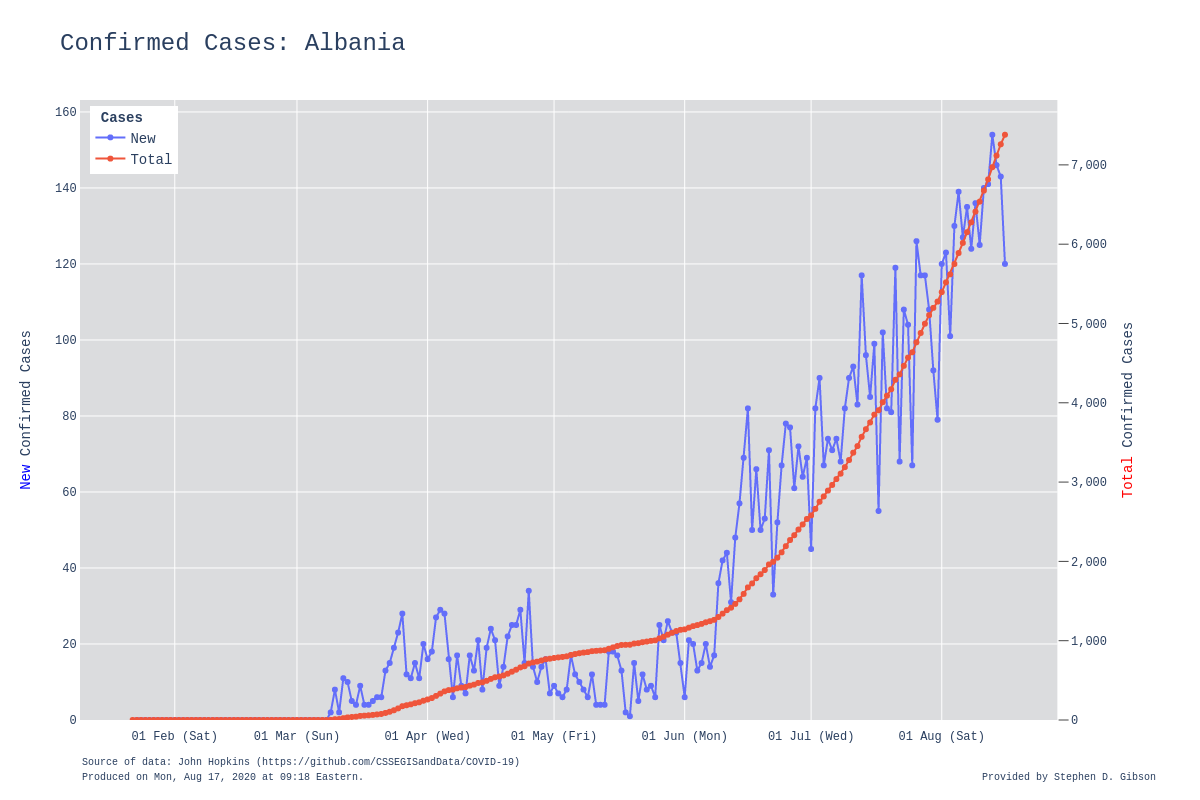 Confirmed Cases: Albania
Cases
New
Total
160
140
120
100
80
60
40
20
0
7,000
6,000
5,000
4,000
3,000
2,000
1,000
0
New Confirmed Cases
Total Confirmed Cases
01 Feb (Sat) 01 Mar (Sun) 01 Apr (Wed) 01 May (Fri) 01 Jun (Mon) 01 Jul (Wed) 01 Aug (Sat)
Source of data: John Hopkins (https://github.com/CSSEGISandData/COVID-19)
Produced on Mon, Aug 17, 2020 at 09:18 Eastern.
Provided by Stephen D. Gibson